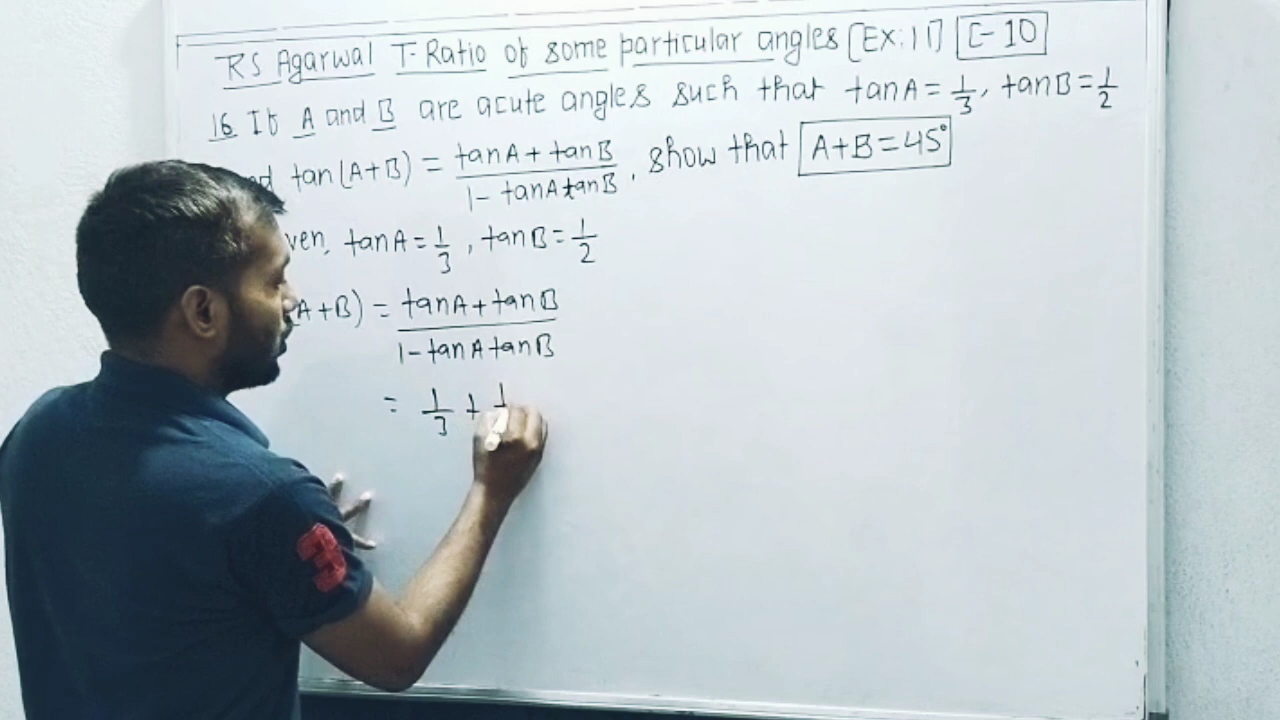 RS Agarwal T-Ratio of some particular angles [Ex:11] C-10
16 If A and B are acute angles such that tanA = 1/3, tanB = 1/2
tan(A+B) = tanA + tanB / 1 - tanA tanB, show that A+B = 45°
tanA = 1/3, tanB = 1/2
A+B) = tanA + tanB / 1 - tanA tanB
= 1/3 + 1
3